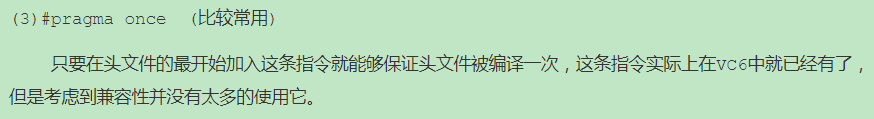 (3)#pragma once （比较常用）
只要在头文件的最开始加入这条指令就能够保证头文件被编译一次，这条指令实际上在VC6中就已经有了，
但是考虑到兼容性并没有太多的使用它。